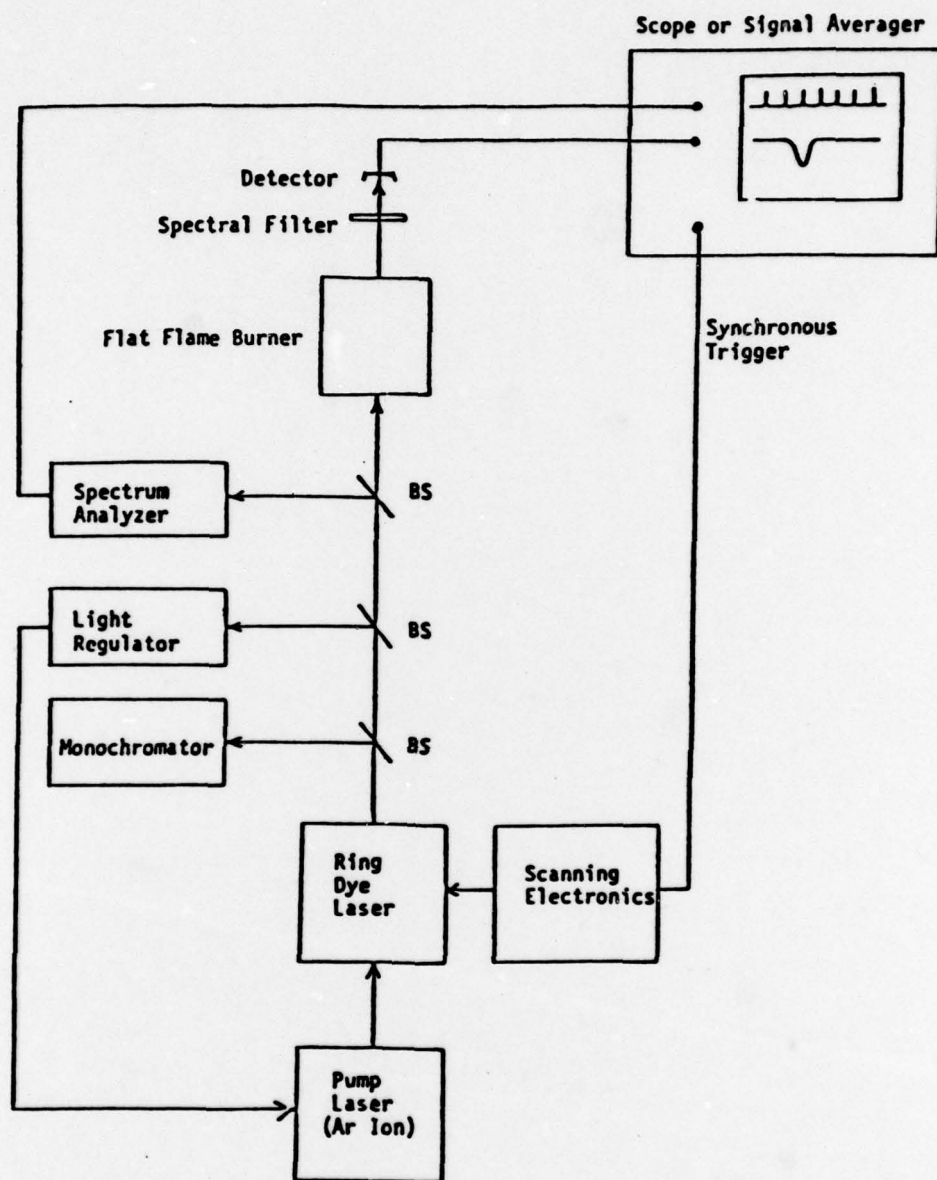 Scope or Signal Averager
Detector
Spectral Filter
Flat Flame Burner
Synchronous
Trigger
Spectrum
Analyzer
BS
Light
Regulator
BS
Monochromator
BS
Ring
Dye
Laser
Scanning
Electronics
Pump
Laser
(Ar Ion)